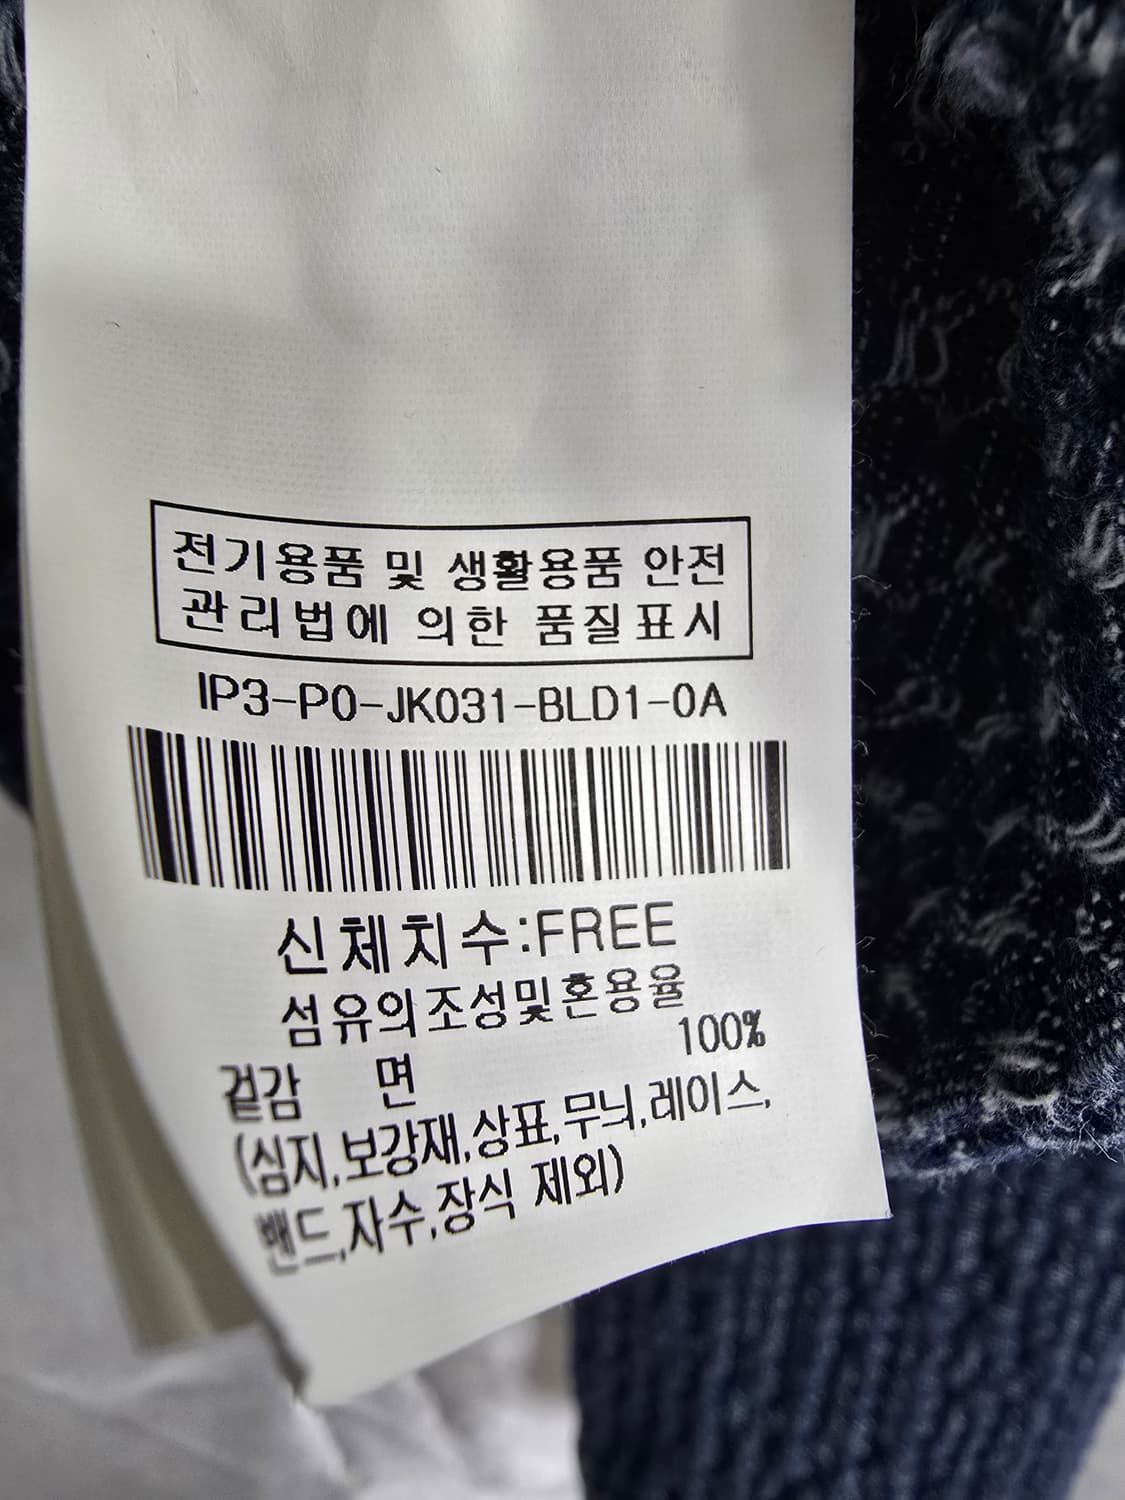 전기용품 및 생활용품 안전
관리법에 의한 품질표시
IP3-P0-JK031-BLD1-0A
신체치수:FREE
섬유의조성및혼용율
겉감 면 100%
(심지,보강재,상표,무늬,레이스,
밴드,자수,장식 제외)